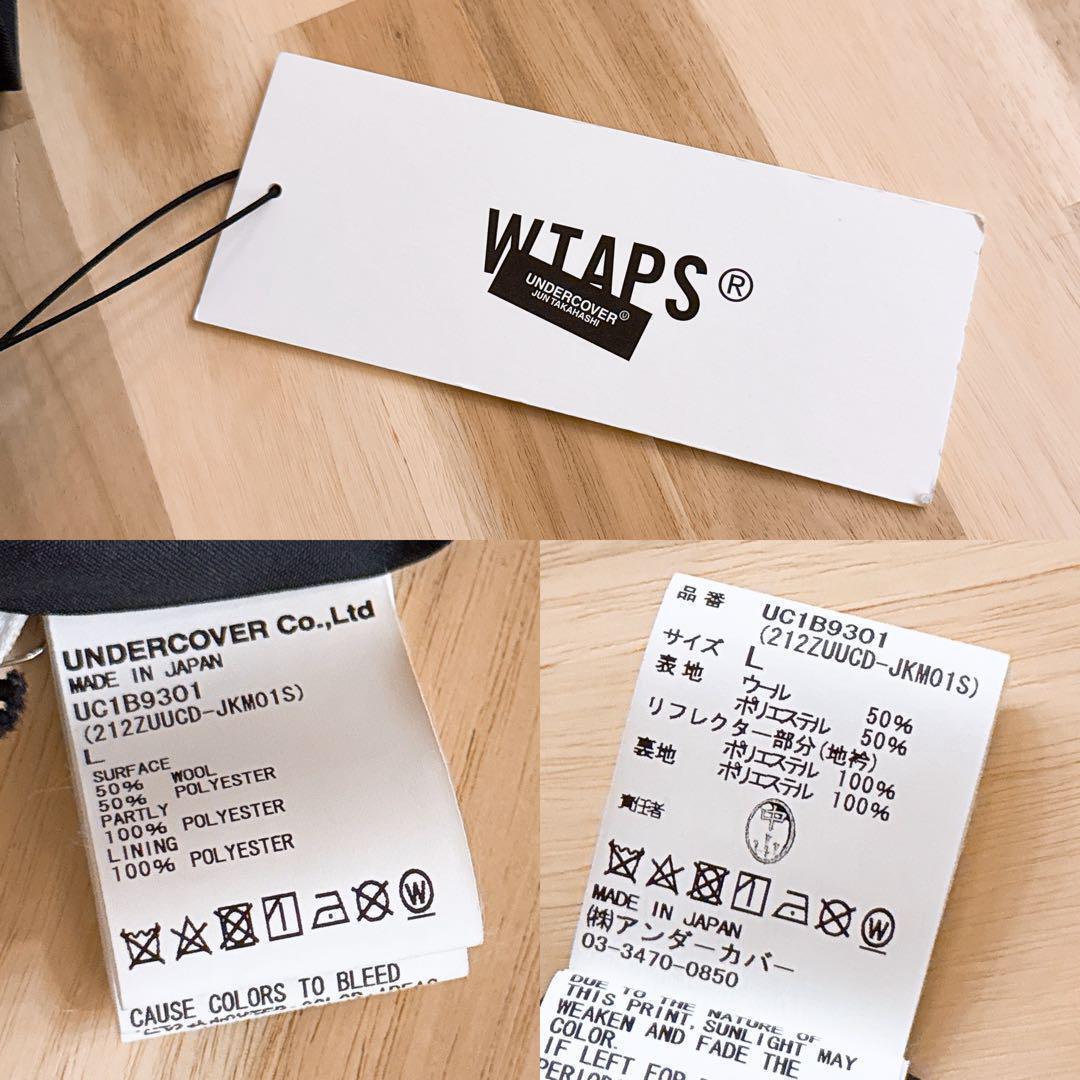 WTAPS®
UNDERCOVER
JUN TAKAHASHI
UNDERCOVER Co.,Ltd
MADE IN JAPAN
UC1B9301
(212ZUUCD-JKM01S)
L
SURFACE
50% WOOL
50% POLYESTER
PARTLY
100% POLYESTER
LINING
100% POLYESTER
W
CAUSE COLORS TO BLEED
品番 UC1B9301
(212ZUUCD-JKM01S)
サイズ L
表地 ウール 50%
ポリエステル 50%
リフレクター部分(地衿)
ポリエステル 100%
裏地 ポリエステル 100%
責任者
W
MADE IN JAPAN
(株)アンダーカバー
03-3470-0850
DUE TO THE NATURE OF
THIS PRINT, SUNLIGHT MAY
WEAKEN AND FADE THE
COLOR.
IF LEFT FOR